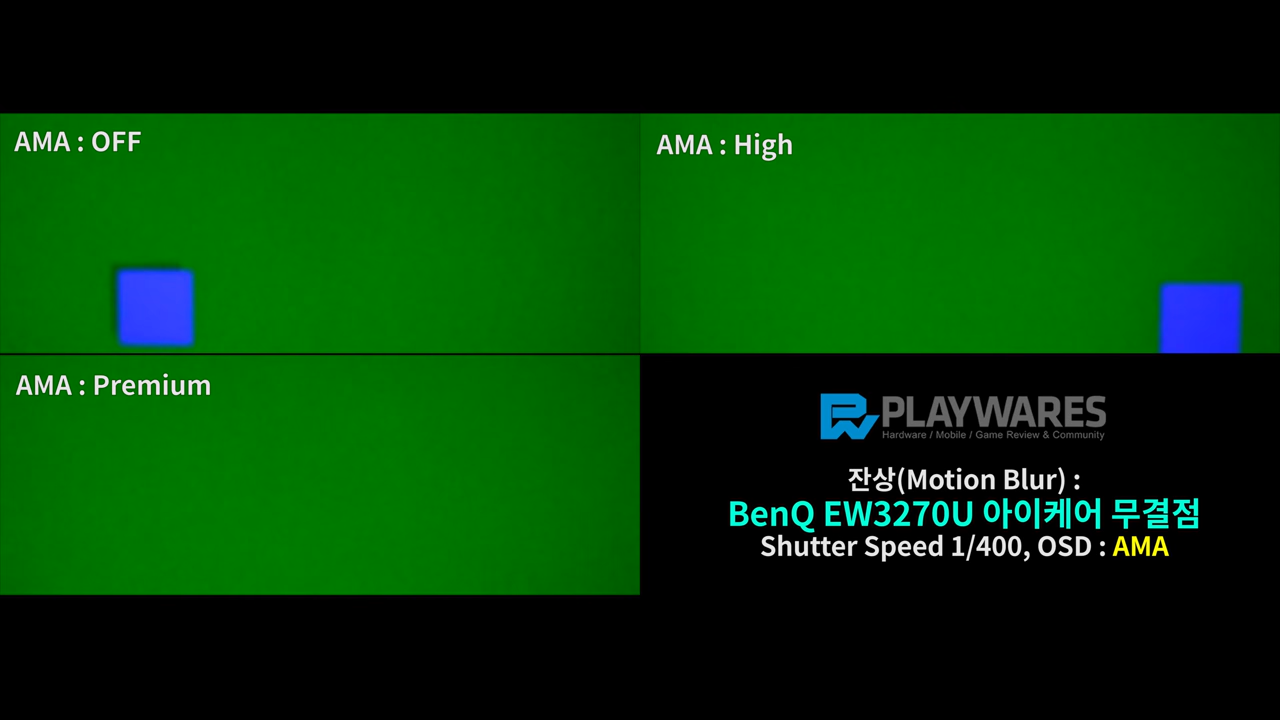 AMA : OFF
AMA : High
AMA : Premium
PLAYWARES
Hardware / Mobile / Game Review & Community
잔상(Motion Blur) :
BenQ EW3270U 아이케어 무결점
Shutter Speed 1/400, OSD : AMA